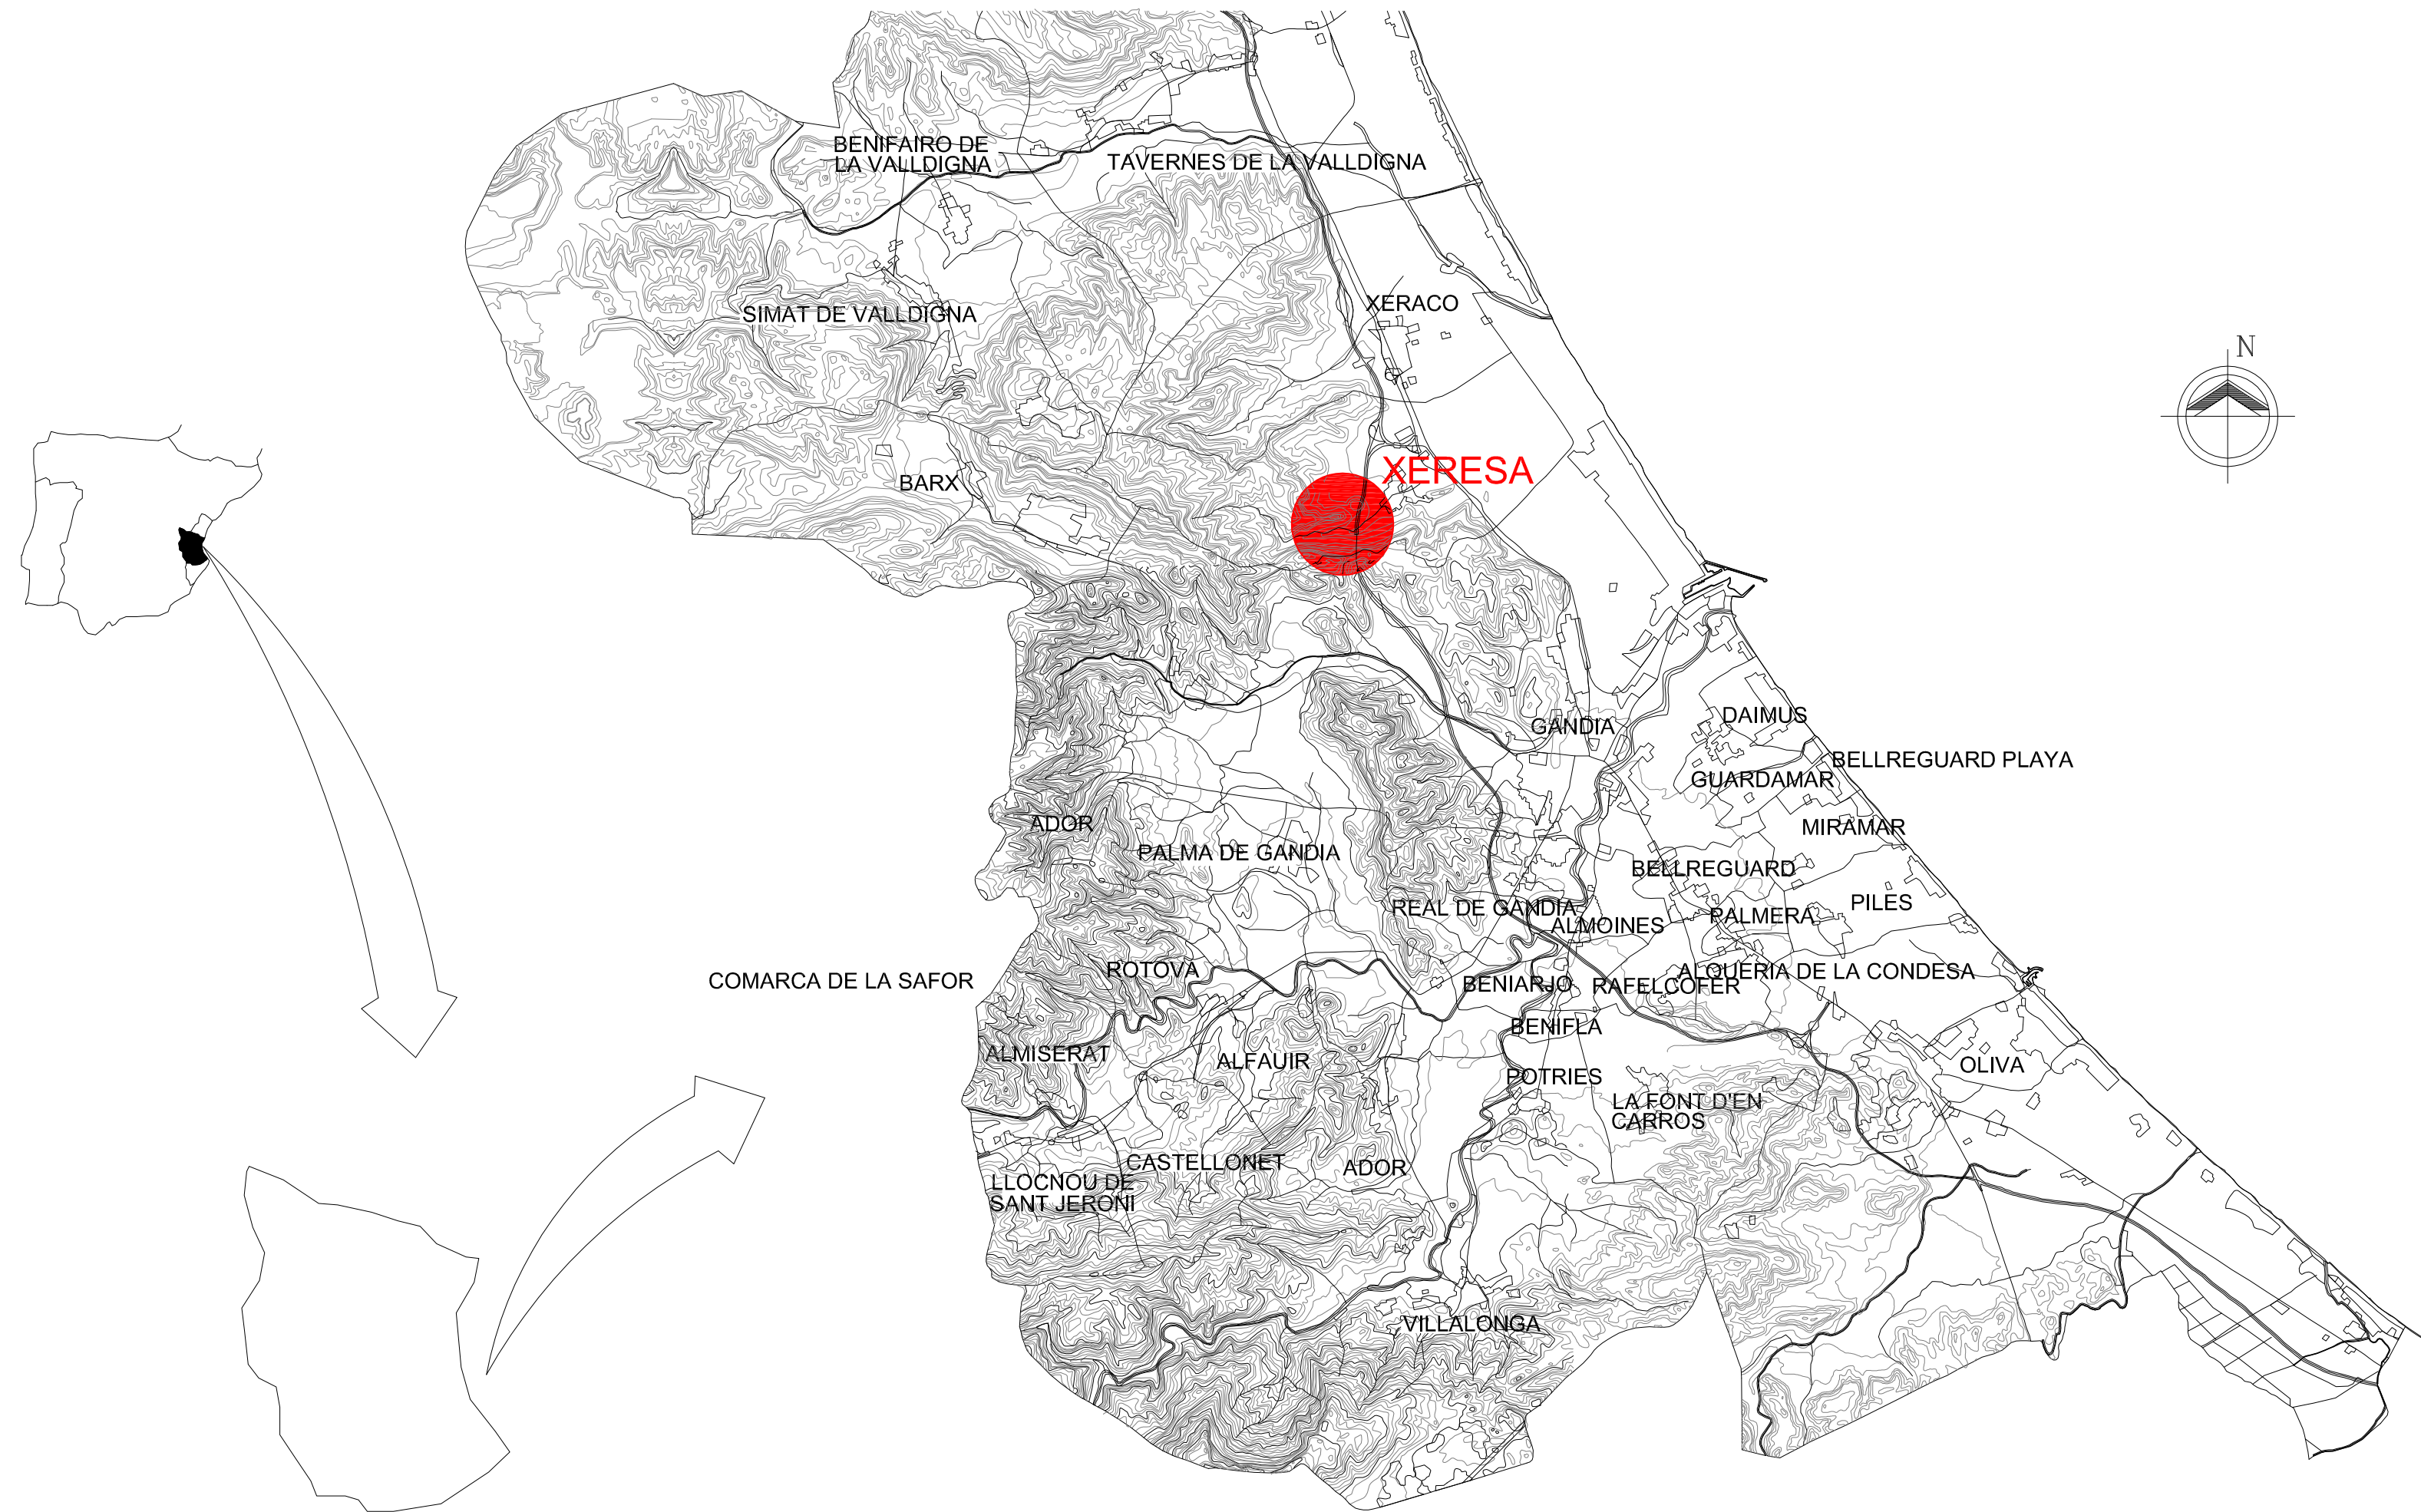 BENIFAIRO DE
LA VALLDIGNA
TAVERNES DE LA VALLDIGNA
XERACO
SIMAT DE VALLDIGNA
N
XERESA
BARX
DAIMUS
GANDIA
BELLREGUARD PLAYA
GUARDAMAR
ADOR
MIRAMAR
PALMA DE GANDIA
BELLREGUARD
PILES
REAL DE GANDIA
PALMERA
ALMOINES
ROTOVA
ALQUERIA DE LA CONDESA
COMARCA DE LA SAFOR
BENIARJO
RAFELCOFER
BENIFLA
ALMISERAT
ALFAUIR
OLIVA
POTRIES
LA FONT D'EN
CARROS
CASTELLONET
ADOR
LLOCNOU DE
SANT JERONI
VILLALONGA